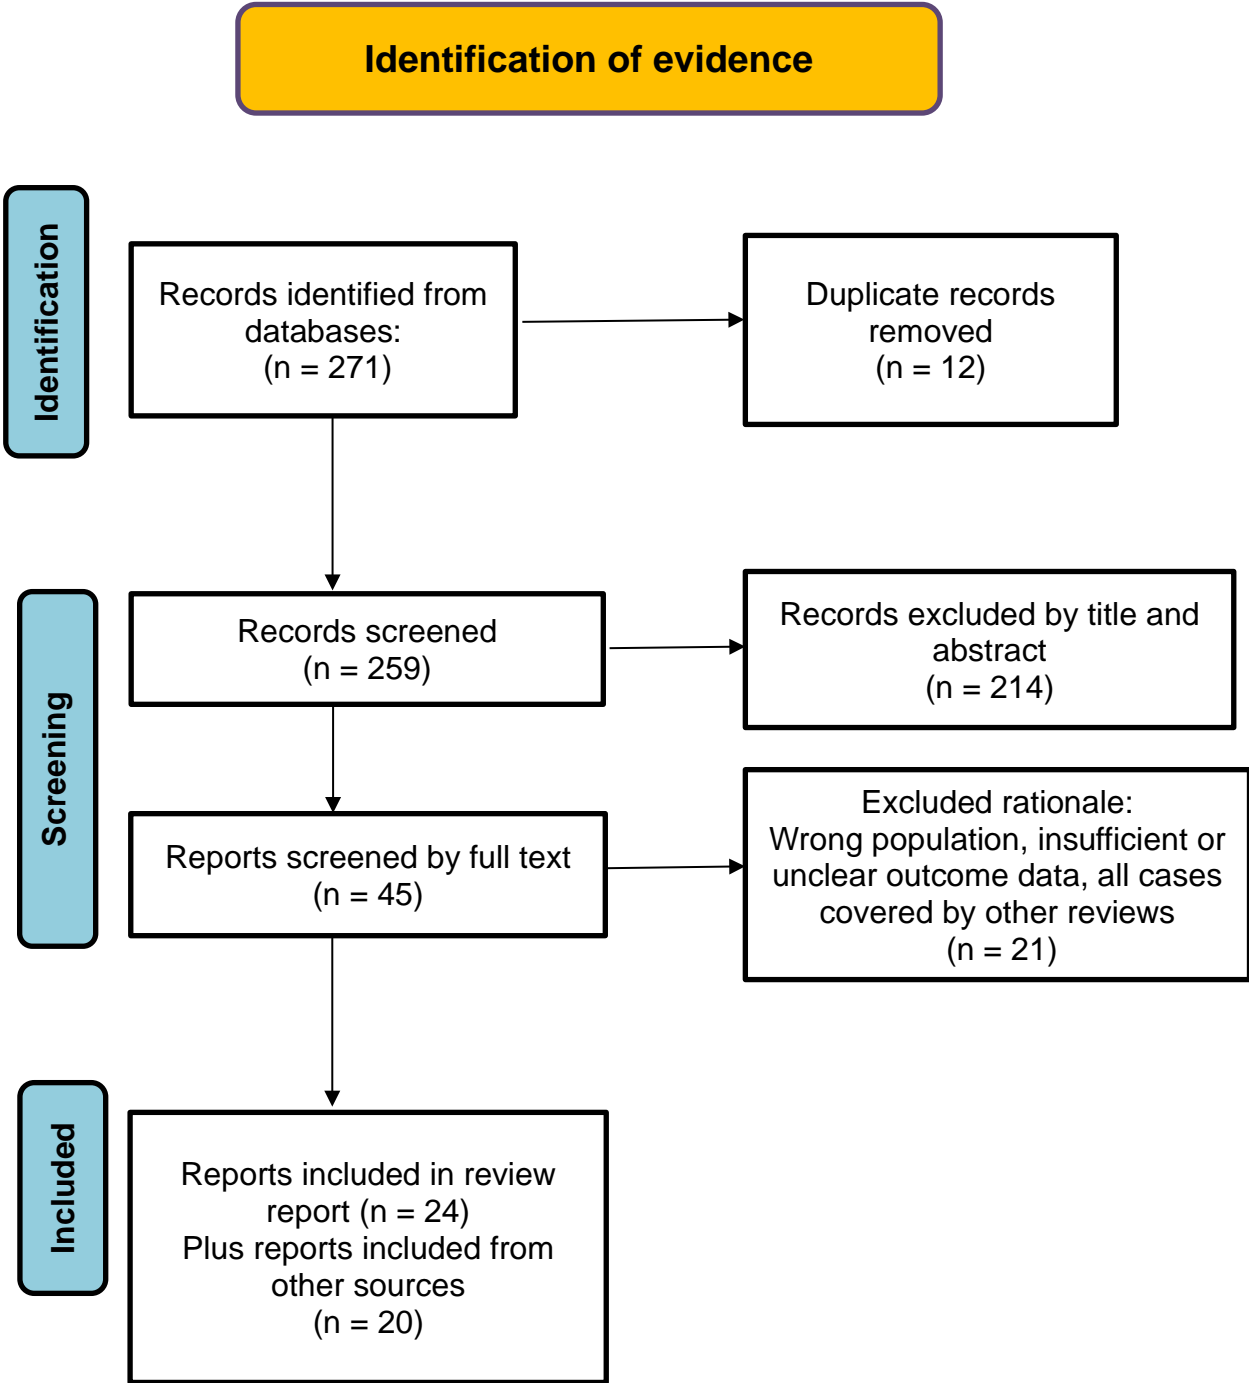 Identification of evidence
Identification
Records identified from
databases:
(n = 271)
Duplicate records
removed
(n = 12)
Screening
Records screened
(n = 259)
Records excluded by title and
abstract
(n = 214)
Reports screened by full text
(n = 45)
Excluded rationale:
Wrong population, insufficient or
unclear outcome data, all cases
covered by other reviews
(n = 21)
Included
Reports included in review
report (n = 24)
Plus reports included from
other sources
(n = 20)